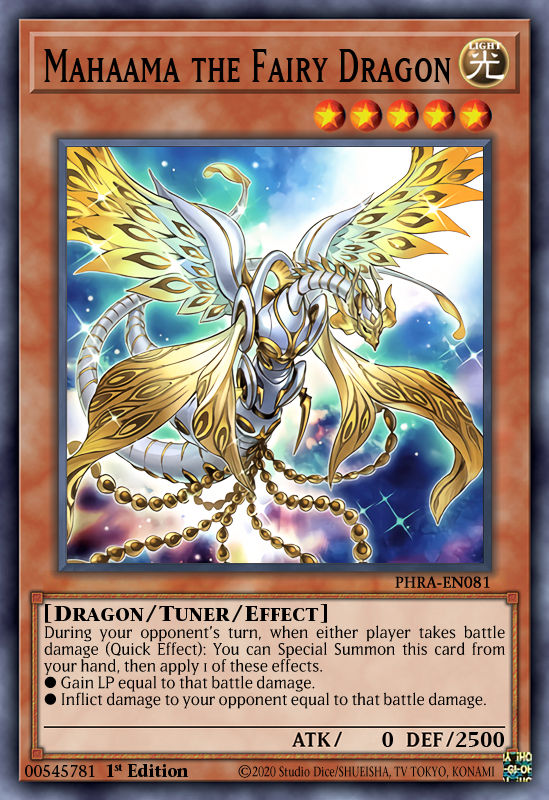 MAHAAMA THE FAIRY DRAGON
LIGHT
光
PHRA-EN081
[DRAGON/TUNER/EFFECT]
During your opponent's turn, when either player takes battle
damage (Quick Effect): You can Special Summon this card from
your hand, then apply 1 of these effects.
● Gain LP equal to that battle damage.
● Inflict damage to your opponent equal to that battle damage.
ATK/ 0 DEF/2500
00545781 1st Edition ©2020 Studio Dice/SHUEISHA, TV TOKYO, KONAMI